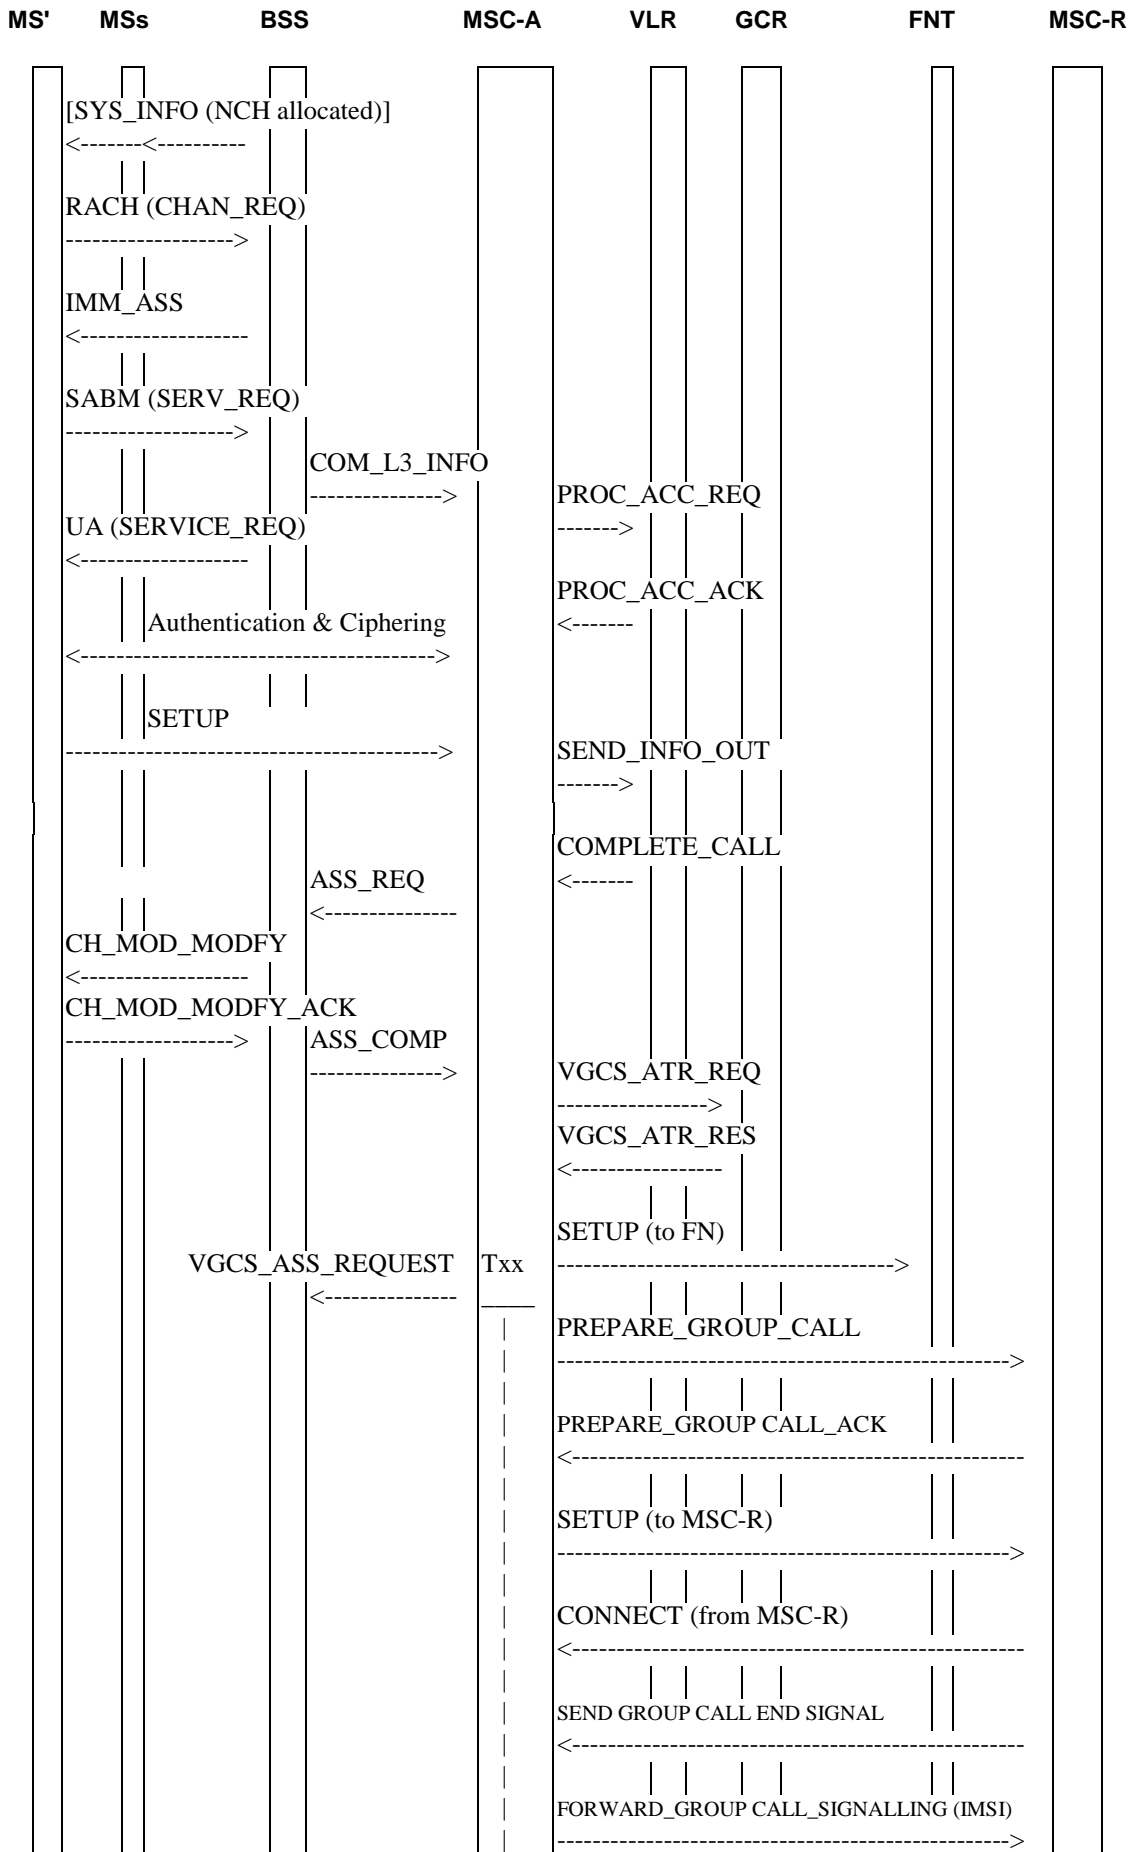 MS' MSs BSS MSC-A VLR GCR FNT MSC-R
[SYS_INFO (NCH allocated)]
<-------<----------
RACH (CHAN_REQ)
------------------->
IMM_ASS
<-------------------
SABM (SERV_REQ)
------------------->
COM_L3_INFO
---------------> PROC_ACC_REQ
UA (SERVICE_REQ) ------->
<-------------------
PROC_ACC_ACK
Authentication & Ciphering <-------
<---------------------------------------->
SETUP
------------------------------------------> SEND_INFO_OUT
------->
COMPLETE_CALL
ASS_REQ <-------
<---------------
CH_MOD_MODFY
<-------------------
CH_MOD_MODFY_ACK
-------------------> ASS_COMP
---------------> VGCS_ATR_REQ
----------------->
VGCS_ATR_RES
<-----------------
SETUP (to FN)
VGCS_ASS_REQUEST Txx -------------------------------------->
<--------------- ____
PREPARE_GROUP_CALL
--------------------------------------------------->
PREPARE_GROUP CALL_ACK
<---------------------------------------------------
SETUP (to MSC-R)
--------------------------------------------------->
CONNECT (from MSC-R)
<---------------------------------------------------
SEND GROUP CALL END SIGNAL
<---------------------------------------------------
FORWARD_GROUP CALL_SIGNALLING (IMSI)
--------------------------------------------------->